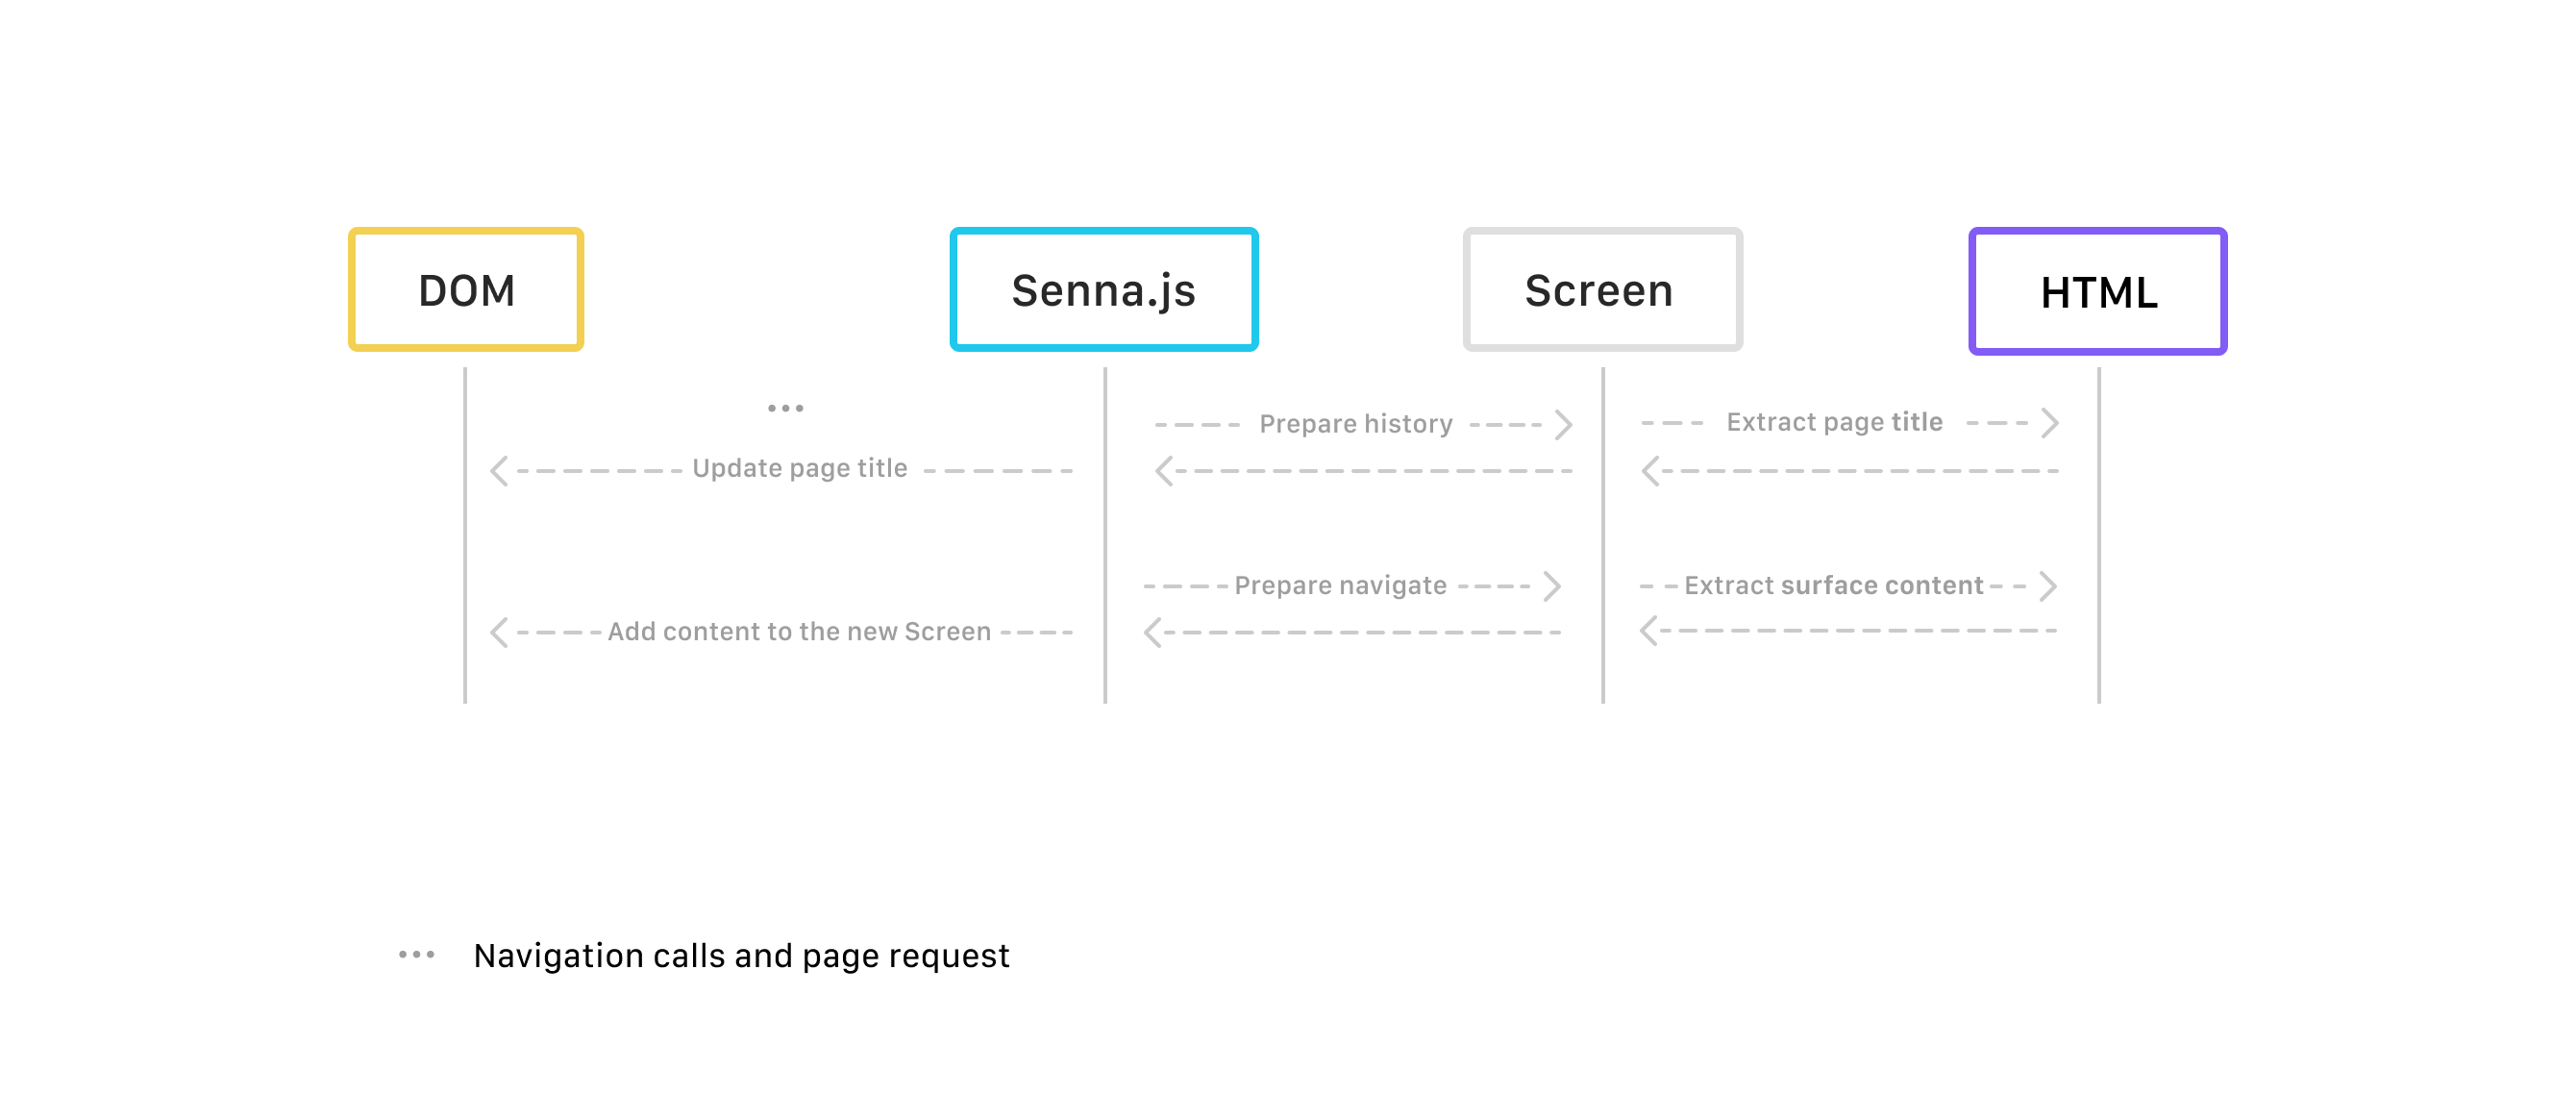 DOM
Senna.js
Screen
HTML
...
Prepare history
Extract page title
Update page title
Prepare navigate
Extract surface content
Add content to the new Screen
... Navigation calls and page request